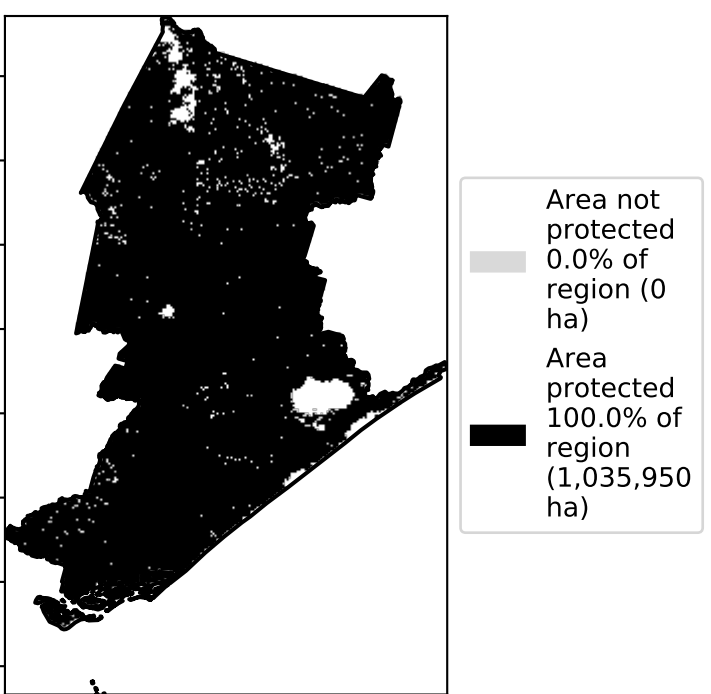 Area not
protected
0.0% of
region (0
ha)
Area
protected
100.0% of
region
(1,035,950
ha)